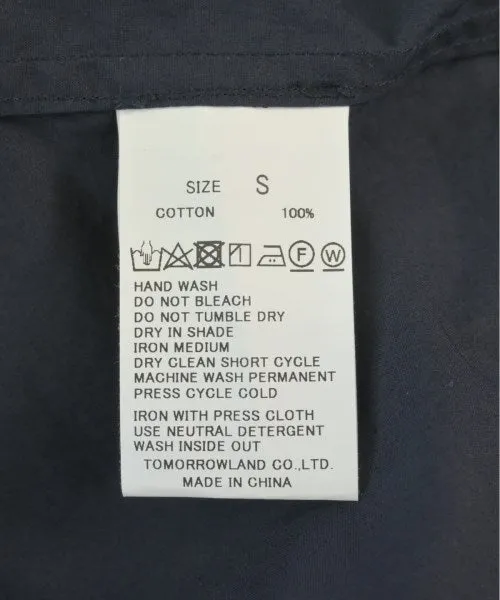 SIZE S
COTTON 100%
F W
HAND WASH
DO NOT BLEACH
DO NOT TUMBLE DRY
DRY IN SHADE
IRON MEDIUM
DRY CLEAN SHORT CYCLE
MACHINE WASH PERMANENT
PRESS CYCLE COLD
IRON WITH PRESS CLOTH
USE NEUTRAL DETERGENT
WASH INSIDE OUT
TOMORROWLAND CO.,LTD.
MADE IN CHINA